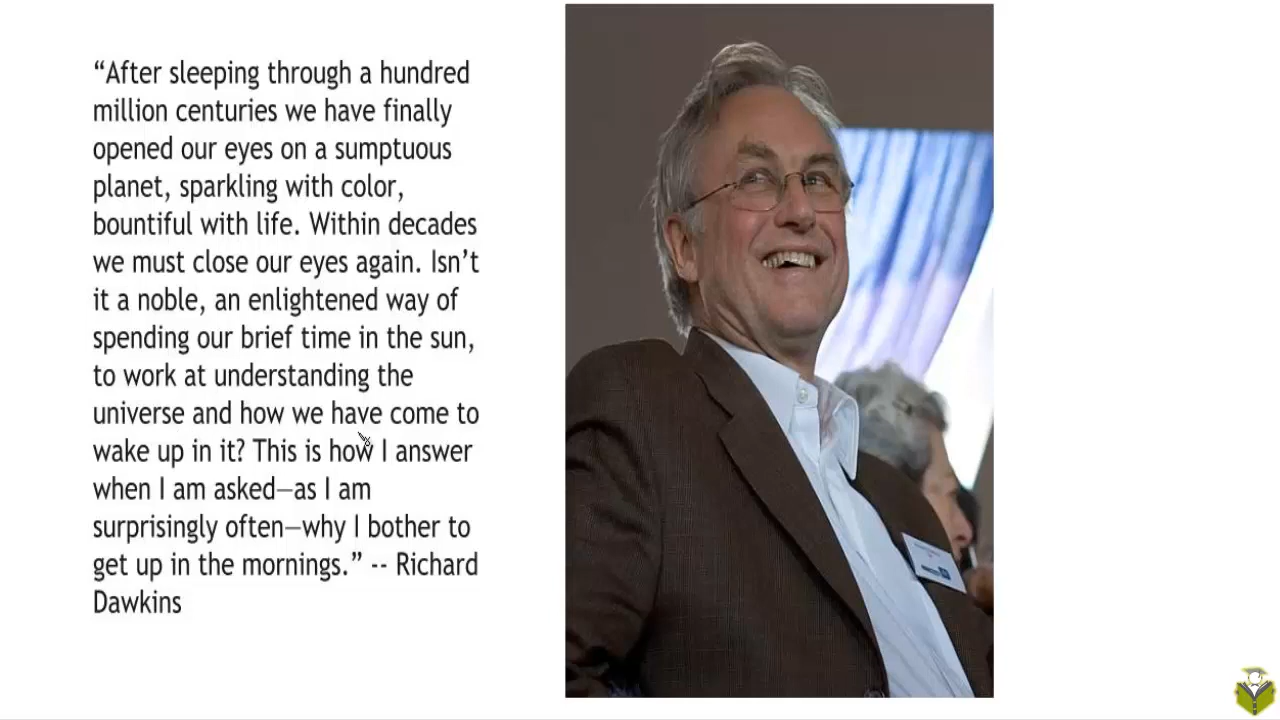 “After sleeping through a hundred
million centuries we have finally
opened our eyes on a sumptuous
planet, sparkling with color,
bountiful with life. Within decades
we must close our eyes again. Isn’t
it a noble, an enlightened way of
spending our brief time in the sun,
to work at understanding the
universe and how we have come to
wake up in it? This is how I answer
when I am asked—as I am
surprisingly often—why I bother to
get up in the mornings.” -- Richard
Dawkins